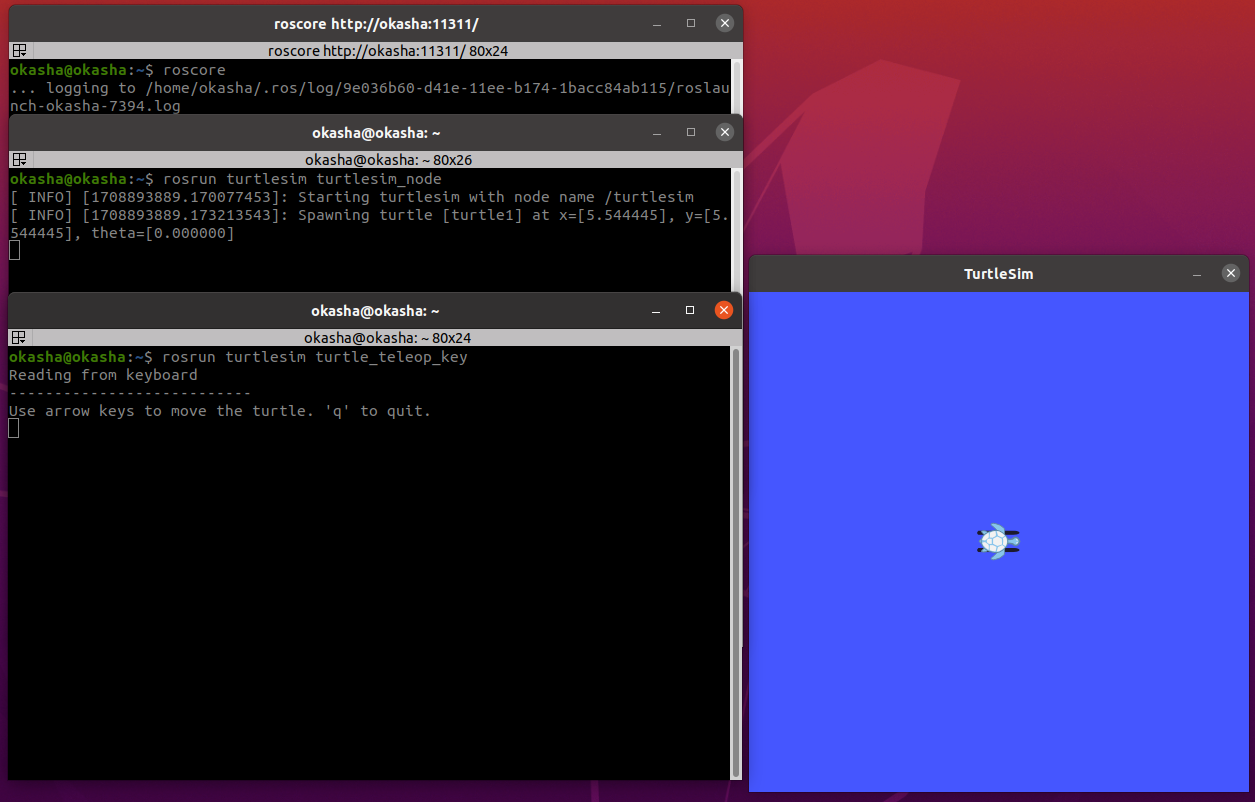 roscore http://okasha:11311/
roscore http://okasha:11311/ 80x24
okasha@okasha:~$ roscore
... logging to /home/okasha/.ros/log/9e036b60-d41e-11ee-b174-1bacc84ab115/roslau
nch-okasha-7394.log
okasha@okasha: ~
okasha@okasha: ~ 80x26
okasha@okasha:~$ rosrun turtlesim turtlesim_node
[ INFO] [1708893889.170077453]: Starting turtlesim with node name /turtlesim
[ INFO] [1708893889.173213543]: Spawning turtle [turtle1] at x=[5.544445], y=[5.
544445], theta=[0.000000]
okasha@okasha: ~
okasha@okasha: ~ 80x24
okasha@okasha:~$ rosrun turtlesim turtle_teleop_key
Reading from keyboard
---------------------------
Use arrow keys to move the turtle. 'q' to quit.
TurtleSim